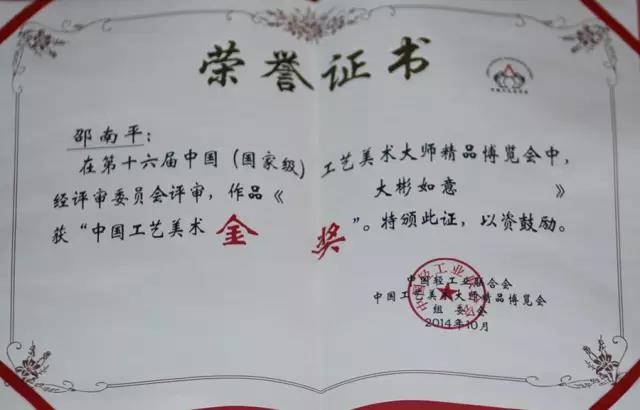 荣誉证书
邵南平：
在第十六届中国（国家级）工艺美术大师精品博览会中，
经评审委员会评审，作品《 大彬如意 》
获“中国工艺美术 金奖 ”。特颁此证，以资鼓励。
中国轻工业联合会
中国工艺美术大师精品博览会
组委会
2014年10月